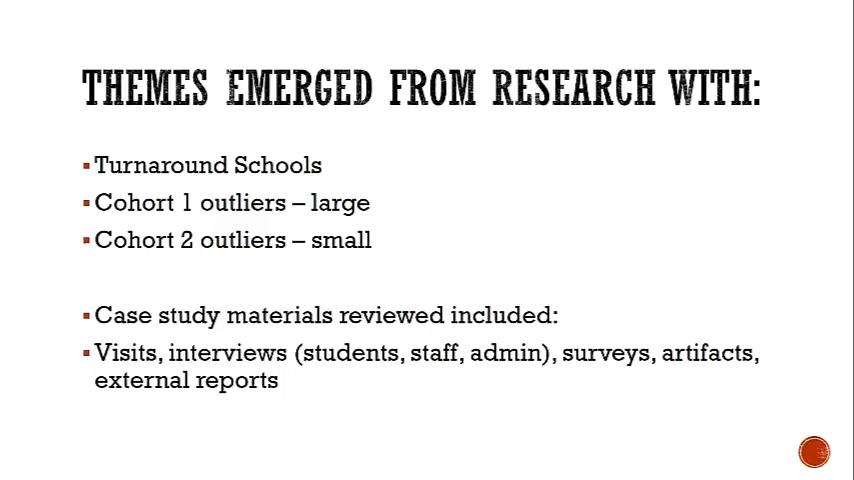 THEMES EMERGED FROM RESEARCH WITH:
▪Turnaround Schools
▪Cohort 1 outliers – large
▪Cohort 2 outliers – small
▪Case study materials reviewed included:
▪Visits, interviews (students, staff, admin), surveys, artifacts,
external reports